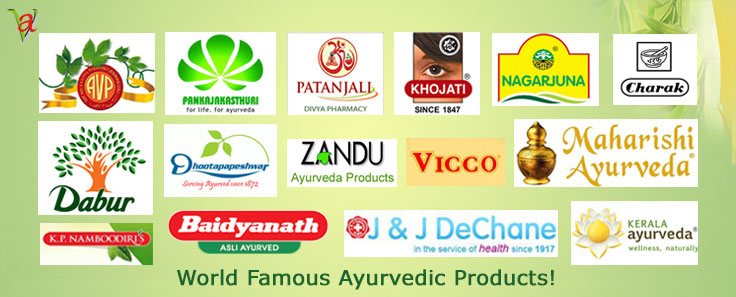 AVP
PANKAJAKASTHURI
for life. for ayurveda
PATANJALI
DIVYA PHARMACY
KHOJATI
SINCE 1847
NAGARJUNA
Charak
Dabur
Dhootapapeshwar
Serving Ayurved since 1872
ZANDU
Ayurveda Products
VICCO
Maharishi
Ayurveda
K.P. NAMBOODIRI'S
Baidyanath
ASLI AYURVED
J & J DeChane
in the service of health since 1917
KERALA
ayurveda
wellness, naturally
World Famous Ayurvedic Products!